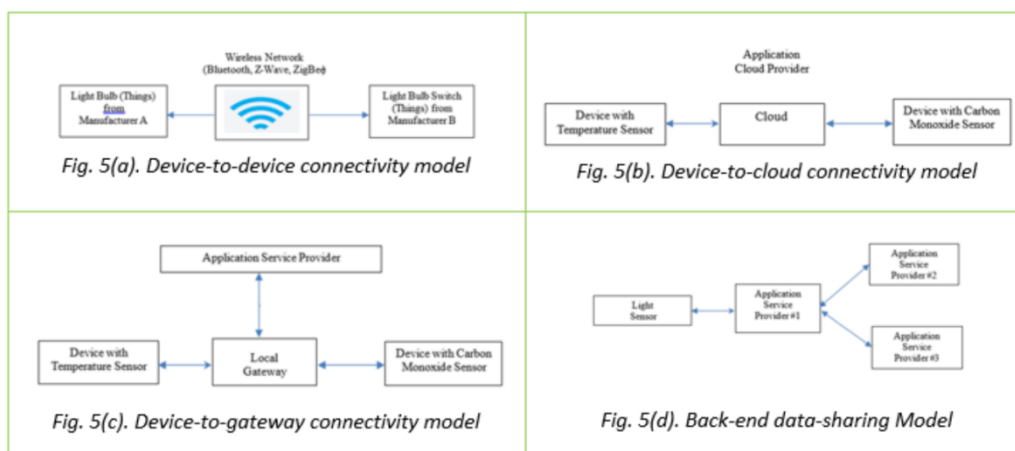 Wireless Network
(Bluetooth, Z-Wave, ZigBee)
Light Bulb (Things)
from
Manufacturer A
Light Bulb Switch
(Things) from
Manufacturer B
Fig. 5(a). Device-to-device connectivity model
Application
Cloud Provider
Device with
Temperature Sensor
Cloud
Device with Carbon
Monoxide Sensor
Fig. 5(b). Device-to-cloud connectivity model
Application Service Provider
Device with
Temperature Sensor
Local
Gateway
Device with Carbon
Monoxide Sensor
Fig. 5(c). Device-to-gateway connectivity model
Light
Sensor
Application
Service
Provider #1
Application
Service
Provider #2
Application
Service
Provider #3
Fig. 5(d). Back-end data-sharing Model